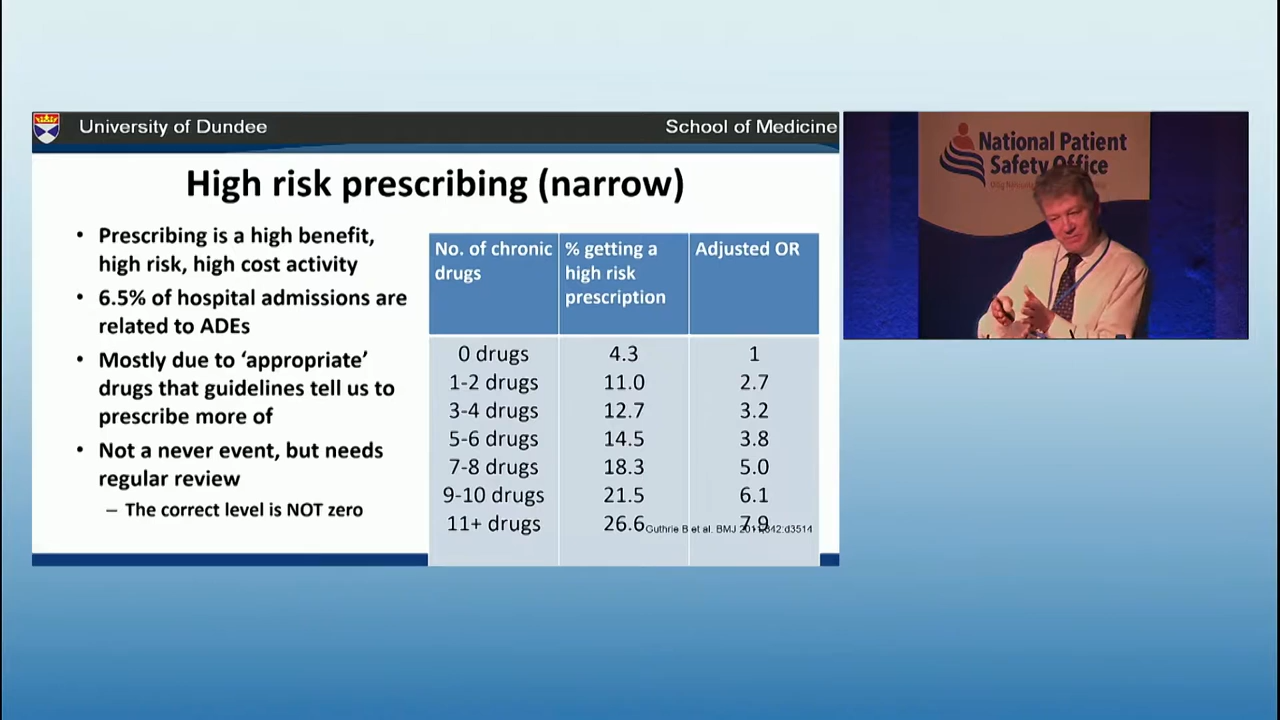 University of Dundee
School of Medicine
High risk prescribing (narrow)
• Prescribing is a high benefit,
high risk, high cost activity
• 6.5% of hospital admissions are
related to ADEs
• Mostly due to ‘appropriate’
drugs that guidelines tell us to
prescribe more of
• Not a never event, but needs
regular review
– The correct level is NOT zero
No. of chronic drugs % getting a high risk prescription Adjusted OR
0 drugs 4.3 1
1-2 drugs 11.0 2.7
3-4 drugs 12.7 3.2
5-6 drugs 14.5 3.8
7-8 drugs 18.3 5.0
9-10 drugs 21.5 6.1
11+ drugs 26.6 7.9
Guthrie B et al. BMJ
National Patient
Safety Office